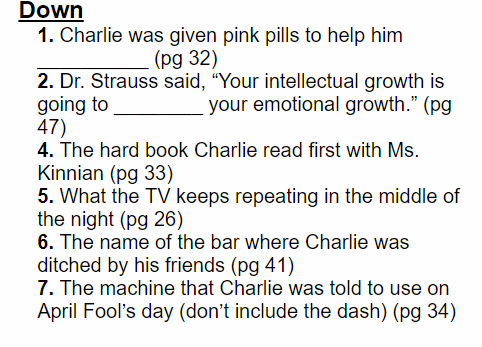 Down
1. Charlie was given pink pills to help him
__________ (pg 32)
2. Dr. Strauss said, “Your intellectual growth is
going to ________ your emotional growth.” (pg
47)
4. The hard book Charlie read first with Ms.
Kinnian (pg 33)
5. What the TV keeps repeating in the middle of
the night (pg 26)
6. The name of the bar where Charlie was
ditched by his friends (pg 41)
7. The machine that Charlie was told to use on
April Fool’s day (don’t include the dash) (pg 34)